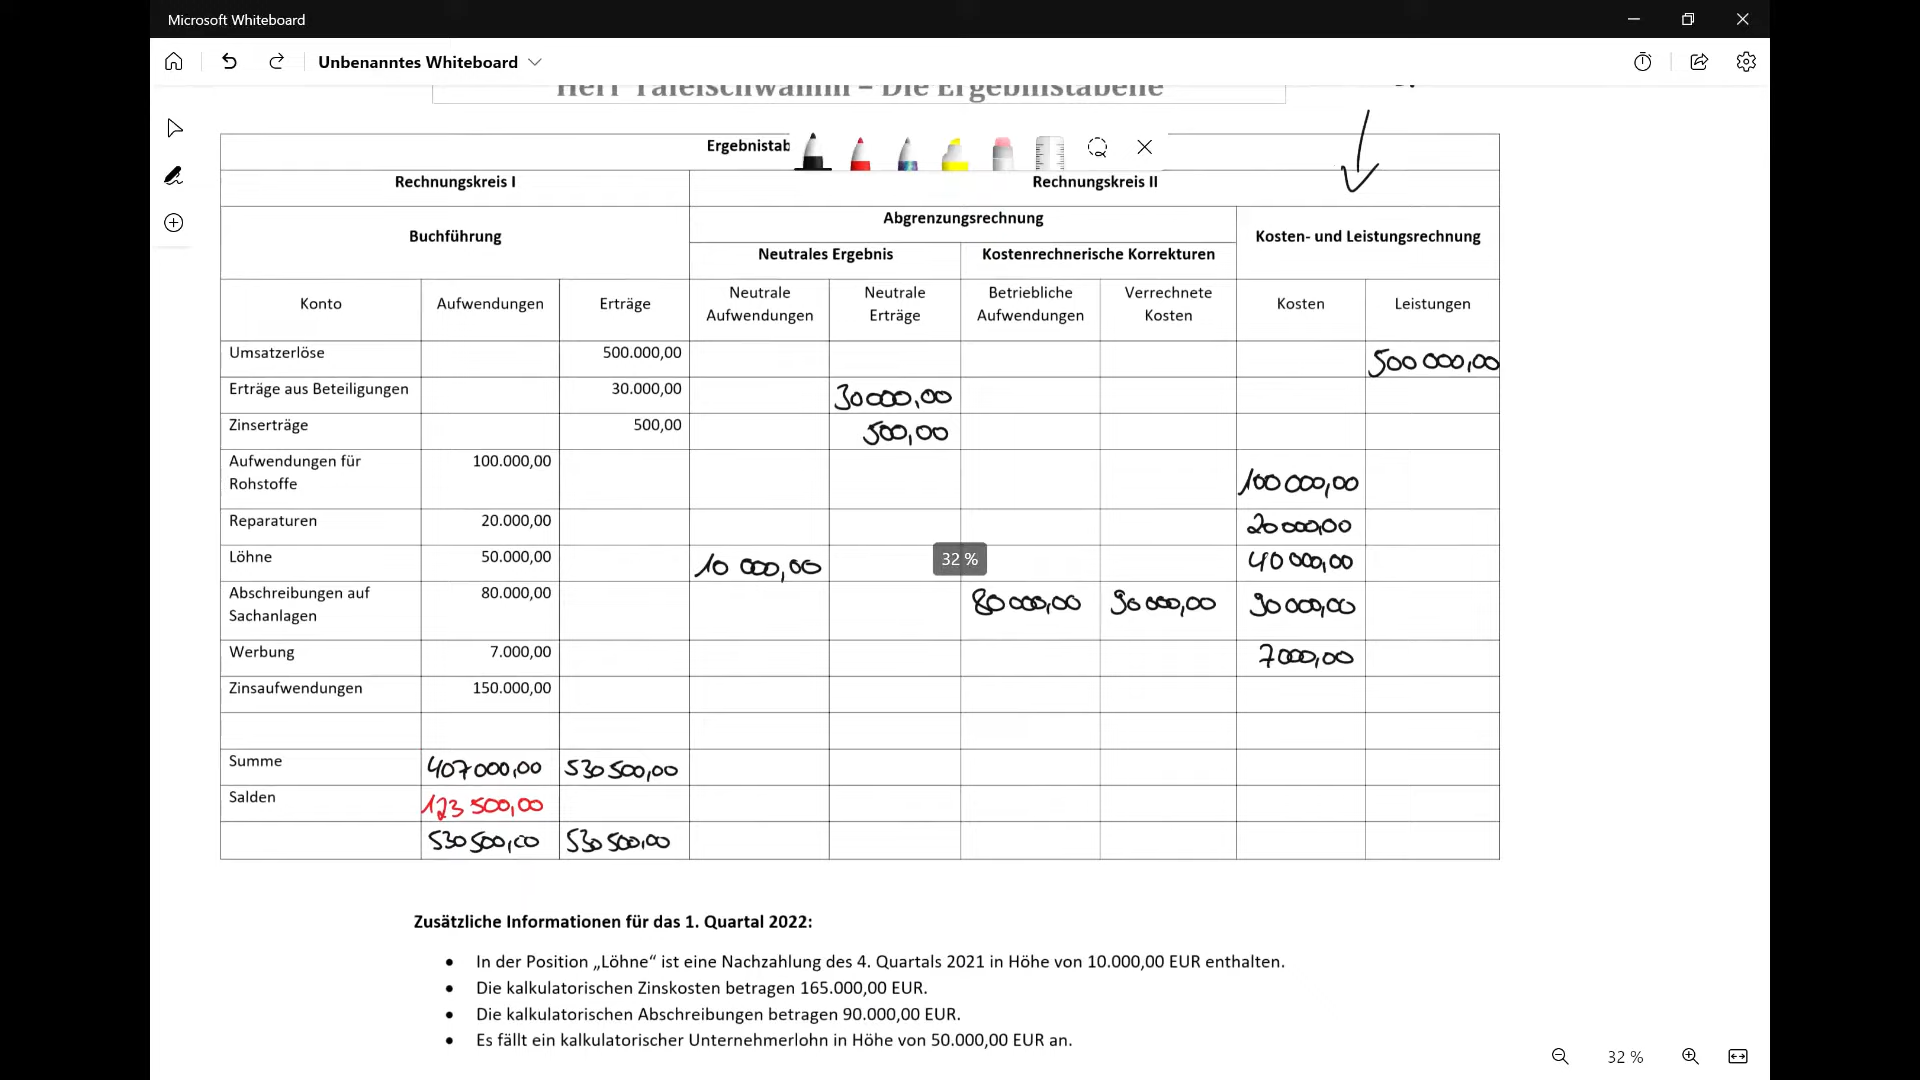 Microsoft Whiteboard
Unbenanntes Whiteboard
Herr Tafelschwamm – Die Ergebnistabelle
Ergebnistab
Rechnungskreis I
Rechnungskreis II
Buchführung
Abgrenzungsrechnung
Kosten- und Leistungsrechnung
Neutrales Ergebnis
Kostenrechnerische Korrekturen
Konto Aufwendungen Erträge Neutrale Aufwendungen Neutrale Erträge Betriebliche Aufwendungen Verrechnete Kosten Kosten Leistungen
Umsatzerlöse 500.000,00 500 000,00
Erträge aus Beteiligungen 30.000,00 30000,00
Zinserträge 500,00 500,00
Aufwendungen für Rohstoffe 100.000,00 100 000,00
Reparaturen 20.000,00 20000,00
Löhne 50.000,00 10 000,00 40 000,00
32 %
Abschreibungen auf Sachanlagen 80.000,00 80000,00 90000,00 90000,00
Werbung 7.000,00 7000,00
Zinsaufwendungen 150.000,00
Summe 407000,00 530 500,00
Salden 123 500,00
530 500,00 530 500,00
Zusätzliche Informationen für das 1. Quartal 2022:
• In der Position „Löhne“ ist eine Nachzahlung des 4. Quartals 2021 in Höhe von 10.000,00 EUR enthalten.
• Die kalkulatorischen Zinskosten betragen 165.000,00 EUR.
• Die kalkulatorischen Abschreibungen betragen 90.000,00 EUR.
• Es fällt ein kalkulatorischer Unternehmerlohn in Höhe von 50.000,00 EUR an.
32 %